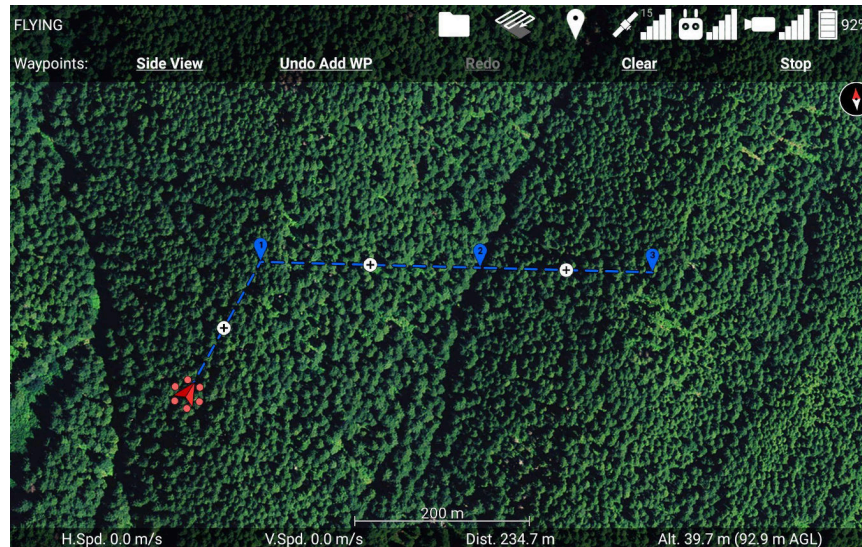 FLYING
15
92%
Waypoints: Side View Undo Add WP Redo Clear Stop
1
2
3
200 m
H.Spd. 0.0 m/s V.Spd. 0.0 m/s Dist. 234.7 m Alt. 39.7 m (92.9 m AGL)